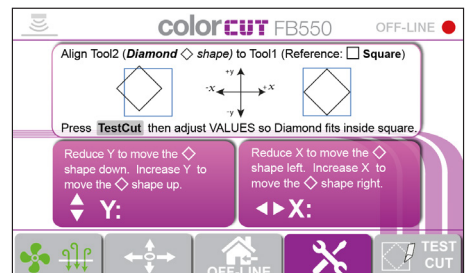 colorCUT FB550 OFF-LINE
Align Tool2 (Diamond ◇ shape) to Tool1 (Reference: □ Square)
+y
-x +x
-y
Press TestCut then adjust VALUES so Diamond fits inside square.
Reduce Y to move the ◇
shape down. Increase Y to
move the ◇ shape up.
Y:
Reduce X to move the ◇
shape left. Increase X to
move the ◇ shape right.
X:
OFF-LINE
TEST
CUT